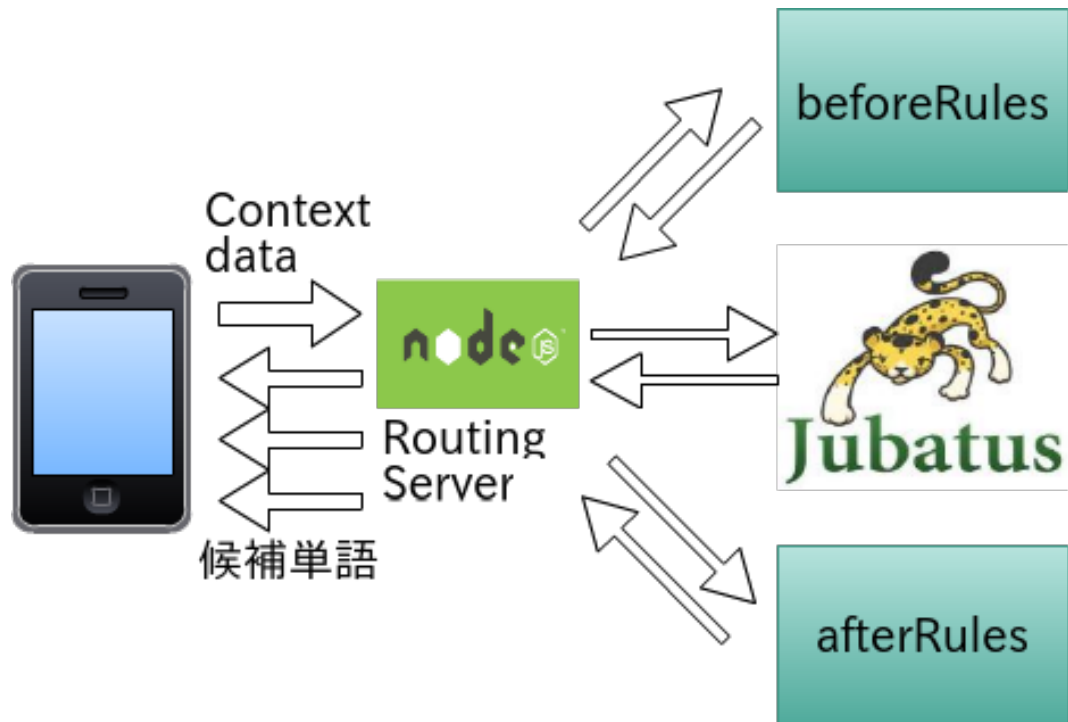 beforeRules
Context
data
node
JS
Routing
Server
Jubatus
候補単語
afterRules